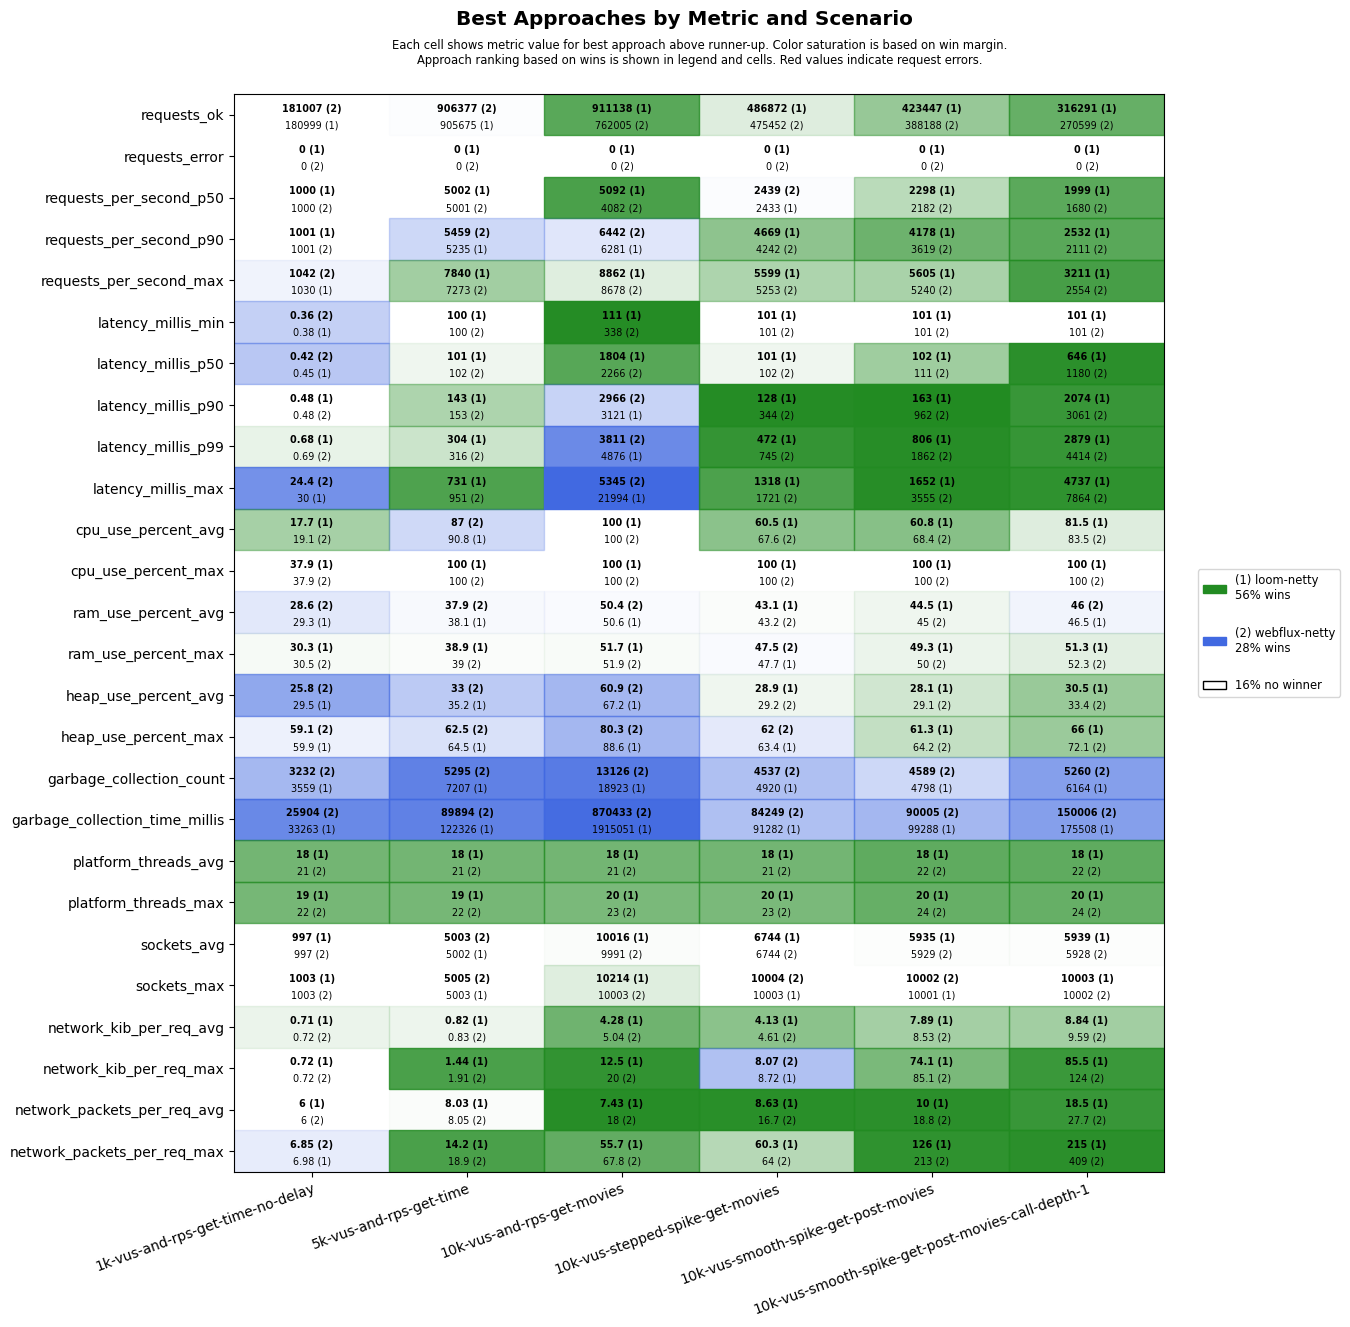 Best Approaches by Metric and Scenario
Each cell shows metric value for best approach above runner-up. Color saturation is based on win margin.
Approach ranking based on wins is shown in legend and cells. Red values indicate request errors.
requests_ok
181007 (2) 906377 (2) 911138 (1) 486872 (1) 423447 (1) 316291 (1)
180999 (1) 905675 (1) 762005 (2) 475452 (2) 388188 (2) 270599 (2)
requests_error
0 (1) 0 (1) 0 (1) 0 (1) 0 (1) 0 (1)
0 (2) 0 (2) 0 (2) 0 (2) 0 (2) 0 (2)
requests_per_second_p50
1000 (1) 5002 (1) 5092 (1) 2439 (2) 2298 (1) 1999 (1)
1000 (2) 5001 (2) 4082 (2) 2433 (1) 2182 (2) 1680 (2)
requests_per_second_p90
1001 (1) 5459 (2) 6442 (2) 4669 (1) 4178 (1) 2532 (1)
1001 (2) 5235 (1) 6281 (1) 4242 (2) 3619 (2) 2111 (2)
requests_per_second_max
1042 (2) 7840 (1) 8862 (1) 5599 (1) 5605 (1) 3211 (1)
1030 (1) 7273 (2) 8678 (2) 5253 (2) 5240 (2) 2554 (2)
latency_millis_min
0.36 (2) 100 (1) 111 (1) 101 (1) 101 (1) 101 (1)
0.38 (1) 100 (2) 338 (2) 101 (2) 101 (2) 101 (2)
latency_millis_p50
0.42 (2) 101 (1) 1804 (1) 101 (1) 102 (1) 646 (1)
0.45 (1) 102 (2) 2266 (2) 102 (2) 111 (2) 1180 (2)
latency_millis_p90
0.48 (1) 143 (1) 2966 (2) 128 (1) 163 (1) 2074 (1)
0.48 (2) 153 (2) 3121 (1) 344 (2) 962 (2) 3061 (2)
latency_millis_p99
0.68 (1) 304 (1) 3811 (2) 472 (1) 806 (1) 2879 (1)
0.69 (2) 316 (2) 4876 (1) 745 (2) 1862 (2) 4414 (2)
latency_millis_max
24.4 (2) 731 (1) 5345 (2) 1318 (1) 1652 (1) 4737 (1)
30 (1) 951 (2) 21994 (1) 1721 (2) 3555 (2) 7864 (2)
cpu_use_percent_avg
17.7 (1) 87 (2) 100 (1) 60.5 (1) 60.8 (1) 81.5 (1)
19.1 (2) 90.8 (1) 100 (2) 67.6 (2) 68.4 (2) 83.5 (2)
cpu_use_percent_max
37.9 (1) 100 (1) 100 (1) 100 (1) 100 (1) 100 (1)
37.9 (2) 100 (2) 100 (2) 100 (2) 100 (2) 100 (2)
ram_use_percent_avg
28.6 (2) 37.9 (2) 50.4 (2) 43.1 (1) 44.5 (1) 46 (2)
29.3 (1) 38.1 (1) 50.6 (1) 43.2 (2) 45 (2) 46.5 (1)
ram_use_percent_max
30.3 (1) 38.9 (1) 51.7 (1) 47.5 (2) 49.3 (1) 51.3 (1)
30.5 (2) 39 (2) 51.9 (2) 47.7 (1) 50 (2) 52.3 (2)
heap_use_percent_avg
25.8 (2) 33 (2) 60.9 (2) 28.9 (1) 28.1 (1) 30.5 (1)
29.5 (1) 35.2 (1) 67.2 (1) 29.2 (2) 29.1 (2) 33.4 (2)
heap_use_percent_max
59.1 (2) 62.5 (2) 80.3 (2) 62 (2) 61.3 (1) 66 (1)
59.9 (1) 64.5 (1) 88.6 (1) 63.4 (1) 64.2 (2) 72.1 (2)
garbage_collection_count
3232 (2) 5295 (2) 13126 (2) 4537 (2) 4589 (2) 5260 (2)
3559 (1) 7207 (1) 18923 (1) 4920 (1) 4798 (1) 6164 (1)
garbage_collection_time_millis
25904 (2) 89894 (2) 870433 (2) 84249 (2) 90005 (2) 150006 (2)
33263 (1) 122326 (1) 1915051 (1) 91282 (1) 99288 (1) 175508 (1)
platform_threads_avg
18 (1) 18 (1) 18 (1) 18 (1) 18 (1) 18 (1)
21 (2) 21 (2) 21 (2) 21 (2) 22 (2) 22 (2)
platform_threads_max
19 (1) 19 (1) 20 (1) 20 (1) 20 (1) 20 (1)
22 (2) 22 (2) 23 (2) 23 (2) 24 (2) 24 (2)
sockets_avg
997 (1) 5003 (2) 10016 (1) 6744 (1) 5935 (1) 5939 (1)
997 (2) 5002 (1) 9991 (2) 6744 (2) 5929 (2) 5928 (2)
sockets_max
1003 (1) 5005 (2) 10214 (1) 10004 (2) 10002 (2) 10003 (1)
1003 (2) 5003 (1) 10003 (2) 10003 (1) 10001 (1) 10002 (2)
network_kib_per_req_avg
0.71 (1) 0.82 (1) 4.28 (1) 4.13 (1) 7.89 (1) 8.84 (1)
0.72 (2) 0.83 (2) 5.04 (2) 4.61 (2) 8.53 (2) 9.59 (2)
network_kib_per_req_max
0.72 (1) 1.44 (1) 12.5 (1) 8.07 (2) 74.1 (1) 85.5 (1)
0.72 (2) 1.91 (2) 20 (2) 8.72 (1) 85.1 (2) 124 (2)
network_packets_per_req_avg
6 (1) 8.03 (1) 7.43 (1) 8.63 (1) 10 (1) 18.5 (1)
6 (2) 8.05 (2) 18 (2) 16.7 (2) 18.8 (2) 27.7 (2)
network_packets_per_req_max
6.85 (2) 14.2 (1) 55.7 (1) 60.3 (1) 126 (1) 215 (1)
6.98 (1) 18.9 (2) 67.8 (2) 64 (2) 213 (2) 409 (2)
1k-vus-and-rps-get-time-no-delay
5k-vus-and-rps-get-time
10k-vus-and-rps-get-movies
10k-vus-stepped-spike-get-movies
10k-vus-smooth-spike-get-post-movies
10k-vus-smooth-spike-get-post-movies-call-depth-1
(1) loom-netty
56% wins
(2) webflux-netty
28% wins
16% no winner